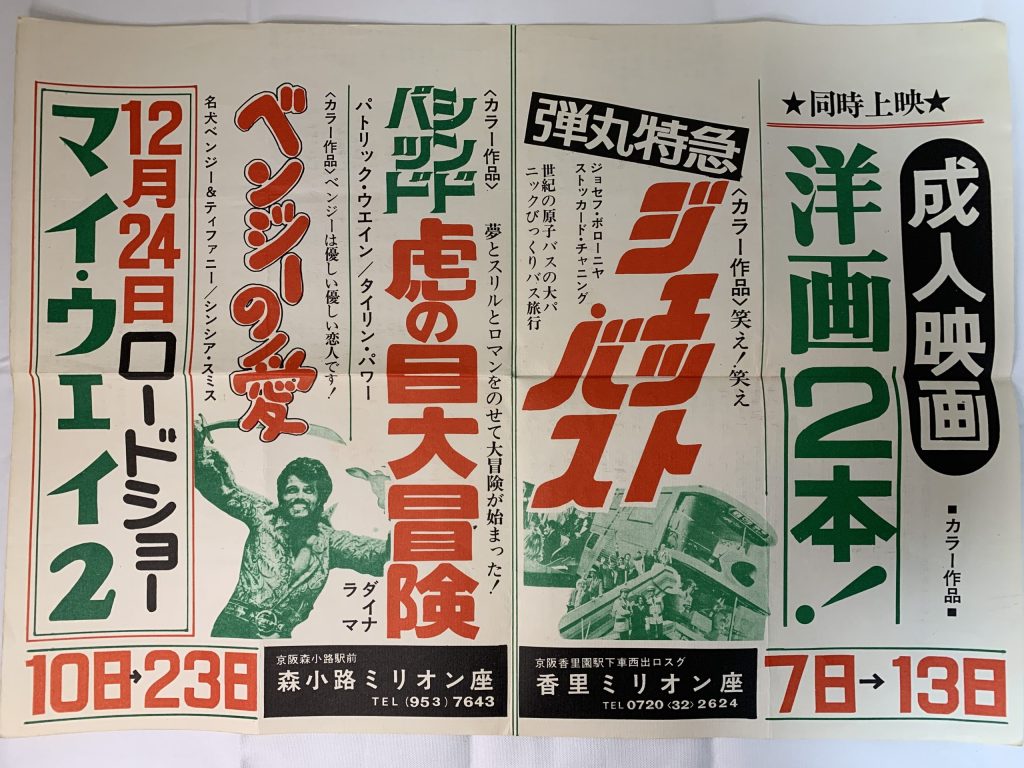 成人映画
■カラー作品■
★同時上映★
洋画2本!
7日→13日
〈カラー作品〉笑え!笑え
弾丸特急
ジェット・バス
ジョセフ・ボローニヤ
ストッカード・チャニング
世紀の原子バスの大パ
ニックびっくりバス旅行
京阪香里園駅下車西出口スグ
香里ミリオン座
TEL 0720〈32〉2624
〈カラー作品〉 夢とスリルとロマンをのせて大冒険が始まった!
シンドバッド
虎の目大冒険
ダイナラマ
パトリック・ウエイン/タイリン・パワー
〈カラー作品〉ベンジーは優しい優しい恋人です!
ベンジーの愛
名犬ベンジー&ティファニー/シンシア・スミス
京阪森小路駅前
森小路ミリオン座
TEL (953) 7643
12月24日ロードショー
マイ・ウェイ2
10日→23日